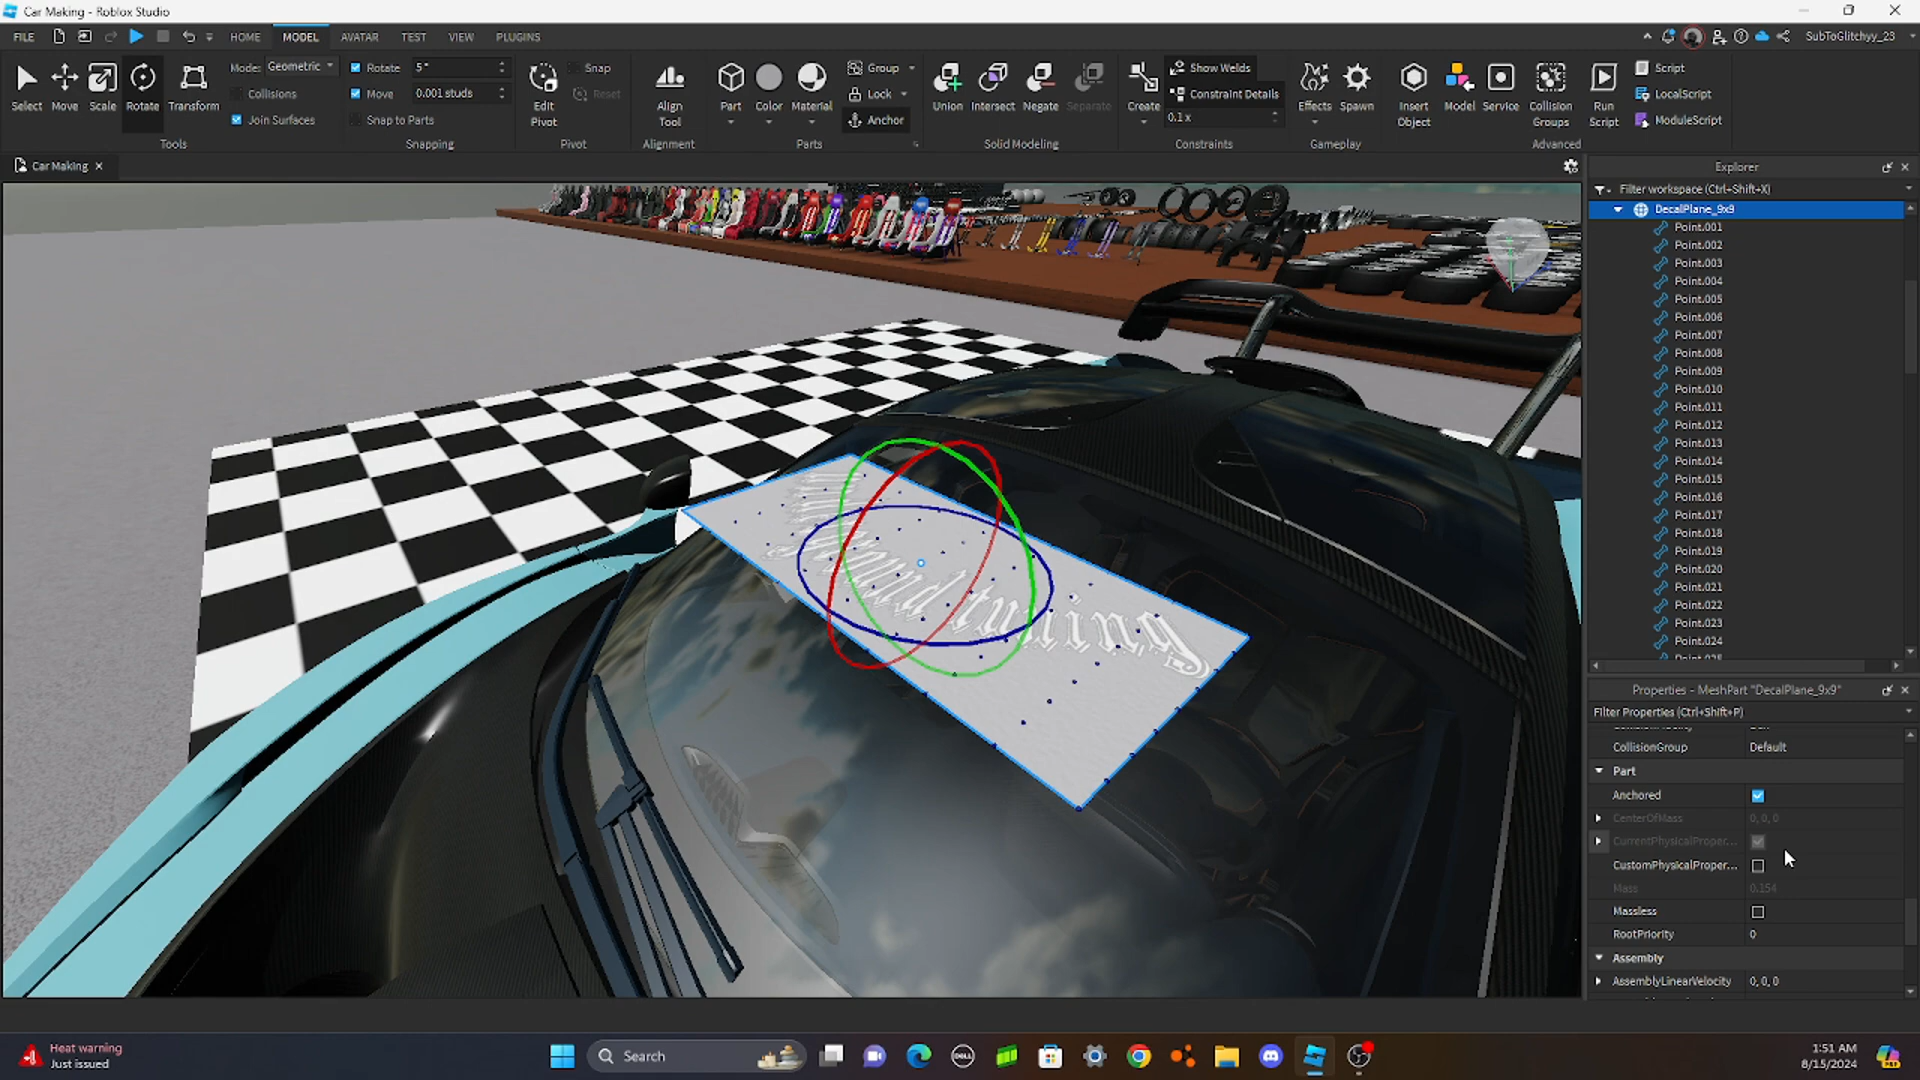 Car Making - Roblox Studio
FILE HOME MODEL AVATAR TEST VIEW PLUGINS SubToGlitchyy_23
Select Move Scale Rotate Transform
Mode: Geometric
Collisions
Join Surfaces
Tools
Rotate 5°
Move 0.001 studs
Snap to Parts
Snapping
Edit Pivot
Snap
Reset
Pivot
Align Tool
Alignment
Part Color Material
Group
Lock
Anchor
Parts
Union Intersect Negate Separate
Solid Modeling
Create
Show Welds
Constraint Details
0.1 x
Constraints
Effects Spawn
Gameplay
Insert Object
Model Service
Collision Groups
Run Script
Script
LocalScript
ModuleScript
Advanced
Car Making
tuning
Explorer
Filter workspace (Ctrl+Shift+X)
DecalPlane_9x9
Point.001
Point.002
Point.003
Point.004
Point.005
Point.006
Point.007
Point.008
Point.009
Point.010
Point.011
Point.012
Point.013
Point.014
Point.015
Point.016
Point.017
Point.018
Point.019
Point.020
Point.021
Point.022
Point.023
Point.024
Point.025
Properties - MeshPart "DecalPlane_9x9"
Filter Properties (Ctrl+Shift+P)
CollisionGroup Default
Part
Anchored
CenterOfMass 0, 0, 0
CurrentPhysicalProper...
CustomPhysicalProper...
Mass 0.154
Massless
RootPriority 0
Assembly
AssemblyLinearVelocity 0, 0, 0
Heat warning
Just issued
Search
DELL
1:51 AM
8/15/2024